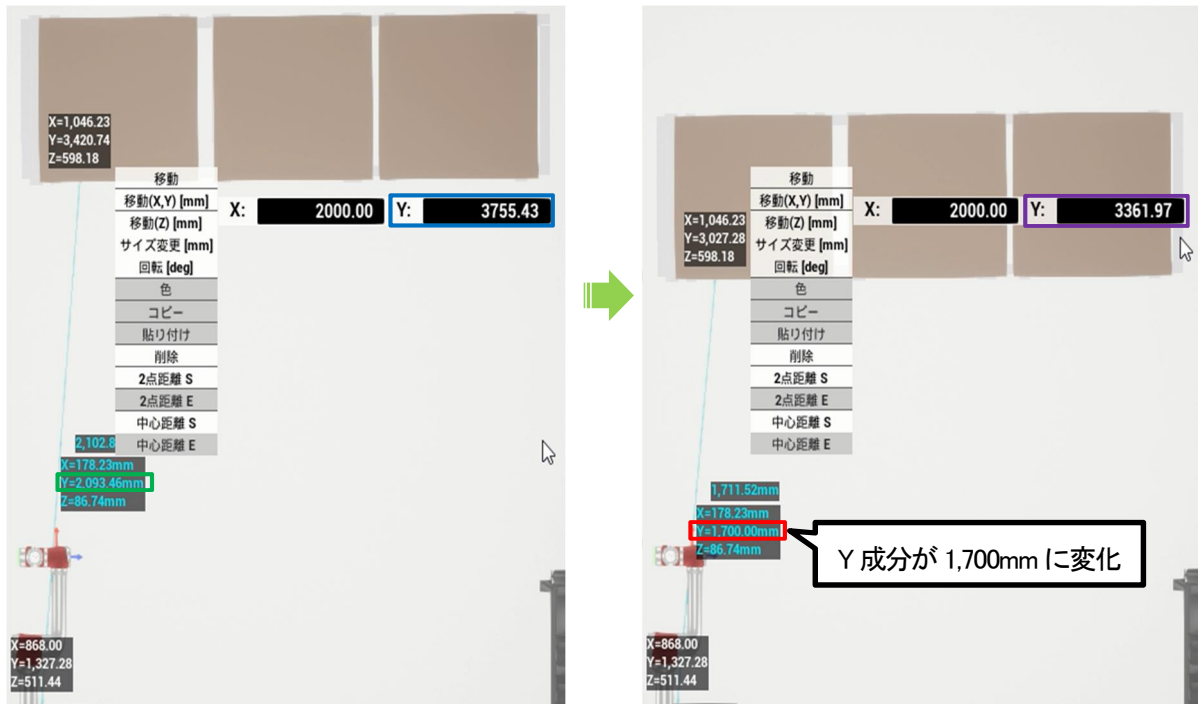 X=1,046.23
Y=3,420.74
Z=598.18
移動
移動(X,Y) [mm]
移動(Z) [mm]
サイズ変更 [mm]
回転 [deg]
色
コピー
貼り付け
削除
2点距離 S
2点距離 E
中心距離 S
中心距離 E
X: 2000.00 Y: 3755.43
2,102.8
X=178.23mm
Y=2,093.46mm
Z=86.74mm
X=868.00
Y=1,327.28
Z=511.44
X=1,046.23
Y=3,027.28
Z=598.18
移動
移動(X,Y) [mm]
移動(Z) [mm]
サイズ変更 [mm]
回転 [deg]
色
コピー
貼り付け
削除
2点距離 S
2点距離 E
中心距離 S
中心距離 E
X: 2000.00 Y: 3361.97
1,711.52mm
X=178.23mm
Y=1,700.00mm
Z=86.74mm
Y 成分が 1,700mm に変化
X=868.00
Y=1,327.28
Z=511.44